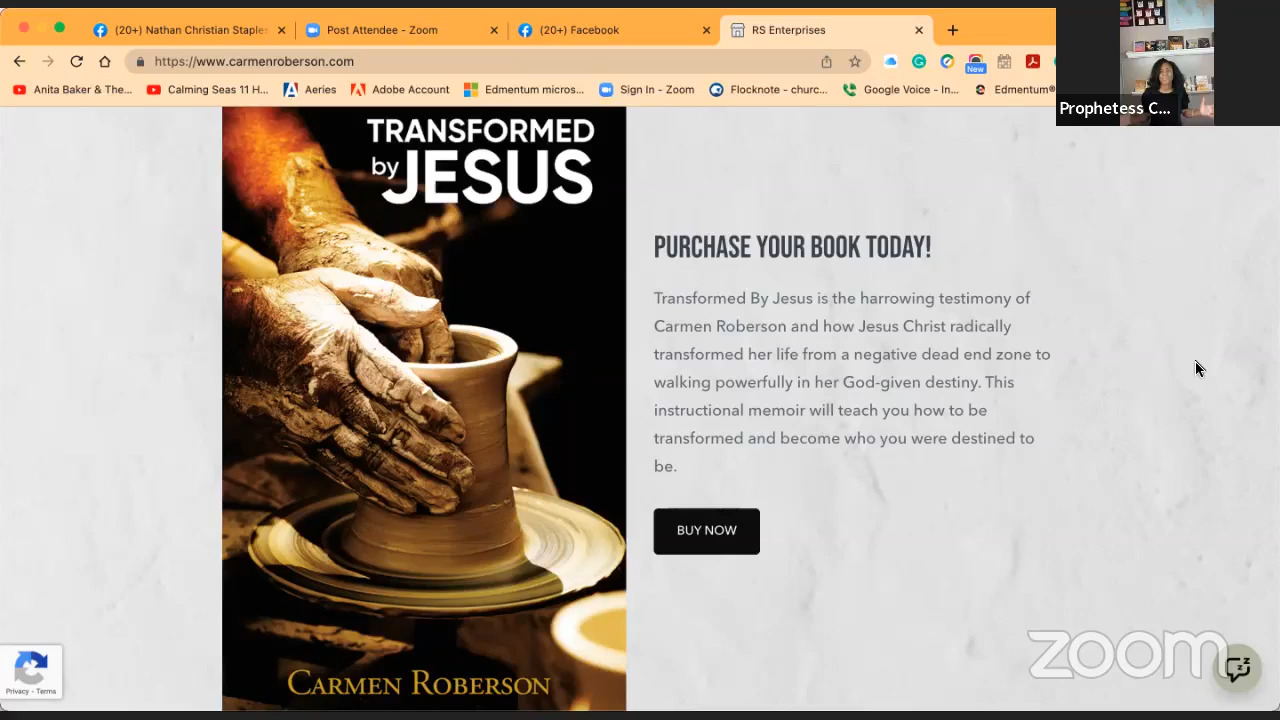 (20+) Nathan Christian Staples
Post Attendee - Zoom
(20+) Facebook
RS Enterprises
https://www.carmenroberson.com
New
Anita Baker & The...
Calming Seas 11 H...
Aeries
Adobe Account
Edmentum micros...
Sign In - Zoom
Flocknote - churc...
Google Voice - In...
Edmentum®
Prophetess C...
TRANSFORMED
by JESUS
CARMEN ROBERSON
PURCHASE YOUR BOOK TODAY!
Transformed By Jesus is the harrowing testimony of
Carmen Roberson and how Jesus Christ radically
transformed her life from a negative dead end zone to
walking powerfully in her God-given destiny. This
instructional memoir will teach you how to be
transformed and become who you were destined to
be.
BUY NOW
Privacy - Terms
zoom